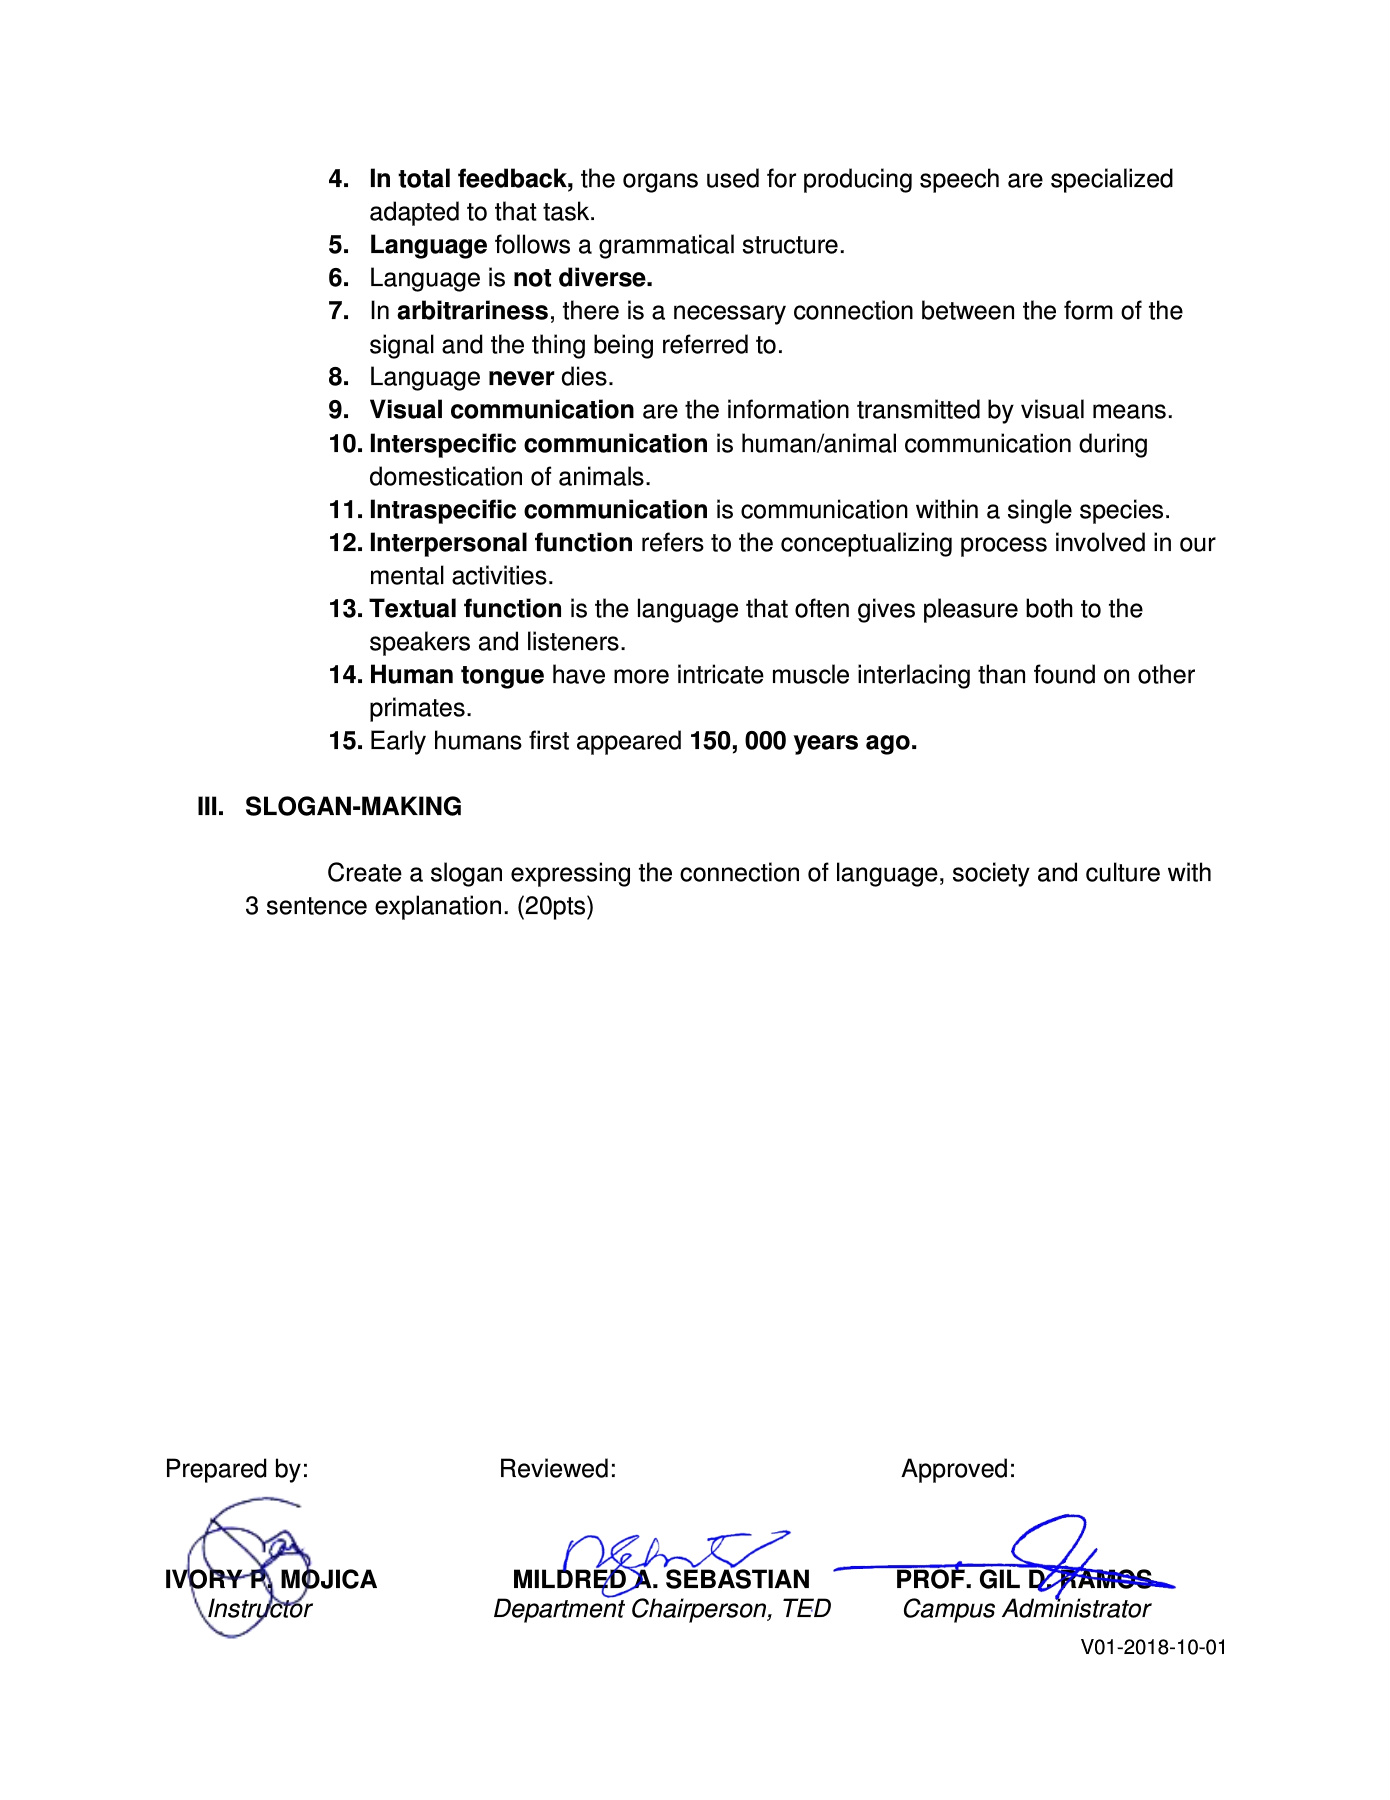 4. In total feedback, the organs used for producing speech are specialized
adapted to that task.
5. Language follows a grammatical structure.
6. Language is not diverse.
7. In arbitrariness, there is a necessary connection between the form of the
signal and the thing being referred to.
8. Language never dies.
9. Visual communication are the information transmitted by visual means.
10. Interspecific communication is human/animal communication during
domestication of animals.
11. Intraspecific communication is communication within a single species.
12. Interpersonal function refers to the conceptualizing process involved in our
mental activities.
13. Textual function is the language that often gives pleasure both to the
speakers and listeners.
14. Human tongue have more intricate muscle interlacing than found on other
primates.
15. Early humans first appeared 150, 000 years ago.
III. SLOGAN-MAKING
Create a slogan expressing the connection of language, society and culture with
3 sentence explanation. (20pts)
Prepared by: Reviewed: Approved:
IVORY P. MOJICA MILDRED A. SEBASTIAN PROF. GIL D. RAMOS
Instructor Department Chairperson, TED Campus Administrator
V01-2018-10-01